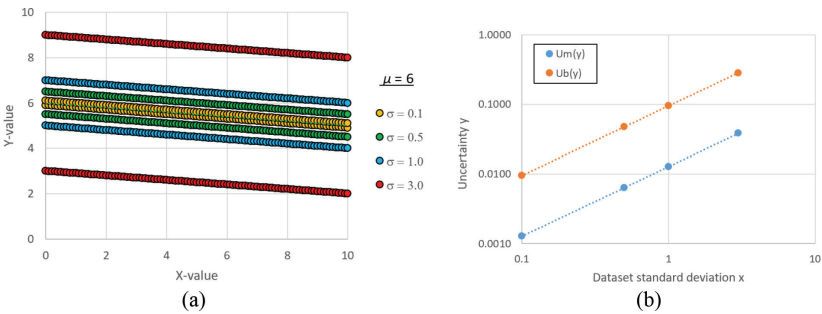 10
8
6
4
2
0
Y-value
0 2 4 6 8 10
X-value
μ = 6
σ = 0.1
σ = 0.5
σ = 1.0
σ = 3.0
(a)
1.0000
0.1000
0.0100
0.0010
Uncertainty y
Um(y)
Ub(y)
0.1 1 10
Dataset standard deviation x
(b)